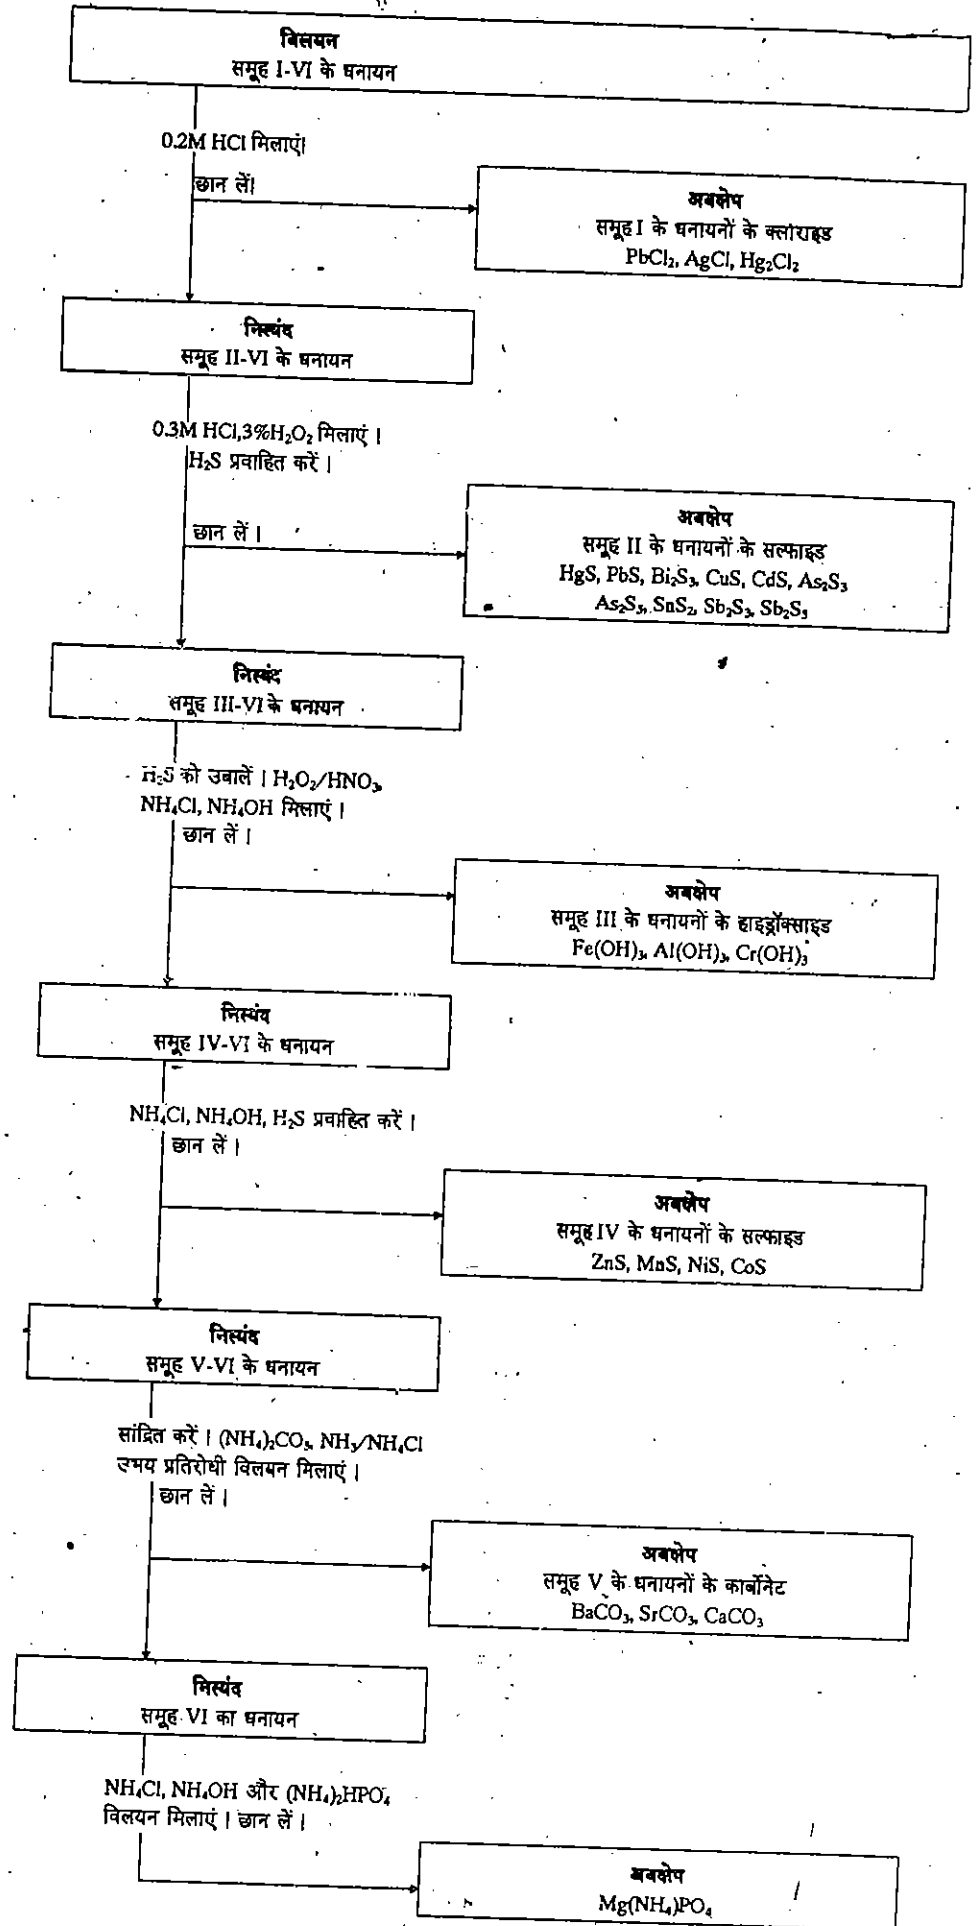 विलयन
समूह I-VI के धनायन
0.2M HCl मिलाएं।
छान लें।
अवक्षेप
समूह I के धनायनों के क्लोराइड
PbCl₂, AgCl, Hg₂Cl₂
निस्यंद
समूह II-VI के धनायन
0.3M HCl,3%H₂O₂ मिलाएं ।
H₂S प्रवाहित करें ।
छान लें ।
अवक्षेप
समूह II के धनायनों के सल्फाइड
HgS, PbS, Bi₂S₃, CuS, CdS, As₂S₃
As₂S₅, SnS₂, Sb₂S₃, Sb₂S₅
निस्यंद
समूह III-VI के धनायन
H₂S को उबालें । H₂O₂/HNO₃,
NH₄Cl, NH₄OH मिलाएं ।
छान लें ।
अवक्षेप
समूह III के धनायनों के हाइड्रॉक्साइड
Fe(OH)₃, Al(OH)₃, Cr(OH)₃
निस्यंद
समूह IV-VI के धनायन
NH₄Cl, NH₄OH, H₂S प्रवाहित करें ।
छान लें ।
अवक्षेप
समूह IV के धनायनों के सल्फाइड
ZnS, MnS, NiS, CoS
निस्यंद
समूह V-VI के धनायन
सांद्रित करें । (NH₄)₂CO₃, NH₃/NH₄Cl
उभय प्रतिरोधी विलयन मिलाएं ।
छान लें ।
अवक्षेप
समूह V के धनायनों के कार्बोनेट
BaCO₃, SrCO₃, CaCO₃
निस्यंद
समूह VI का धनायन
NH₄Cl, NH₄OH और (NH₄)₂HPO₄
विलयन मिलाएं । छान लें ।
अवक्षेप
Mg(NH₄)PO₄